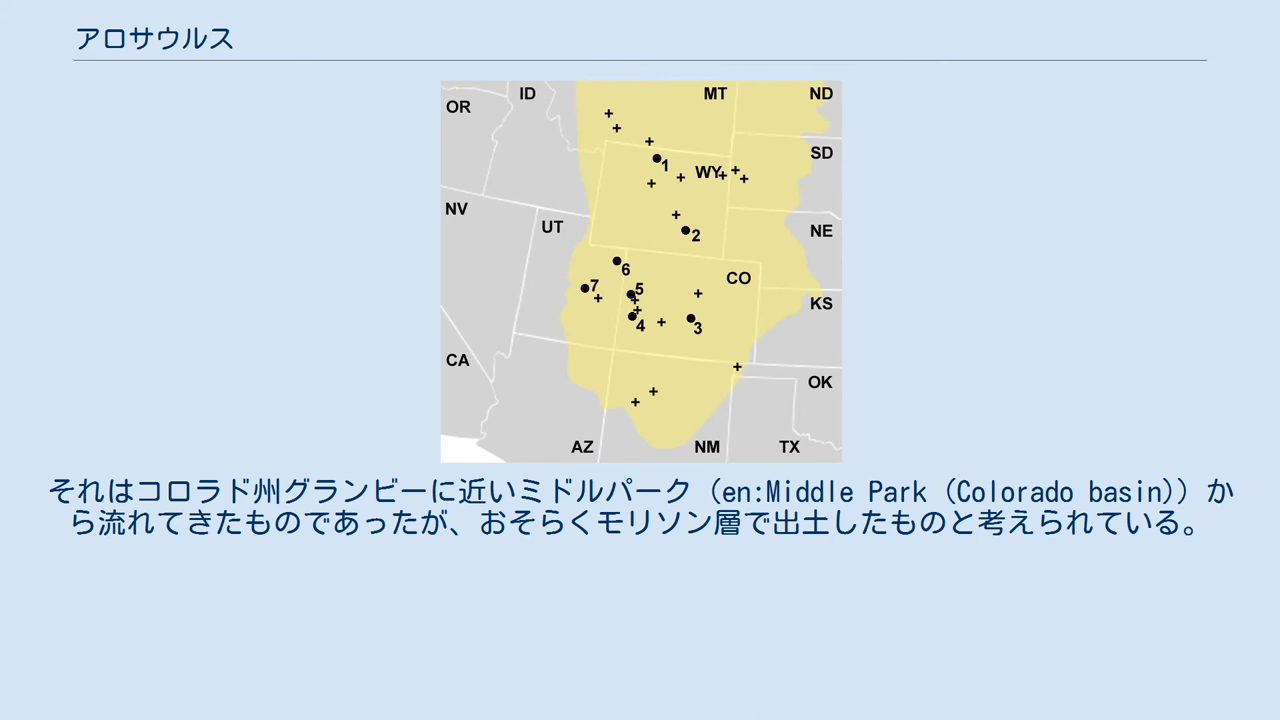 アロサウルス
OR
ID
MT
ND
SD
1
WY
NV
UT
2
NE
6
CO
7
5
KS
4
3
CA
OK
AZ
NM
TX
それはコロラド州グランビーに近いミドルパーク（en:Middle Park（Colorado basin））か
ら流れてきたものであったが、おそらくモリソン層で出土したものと考えられている。